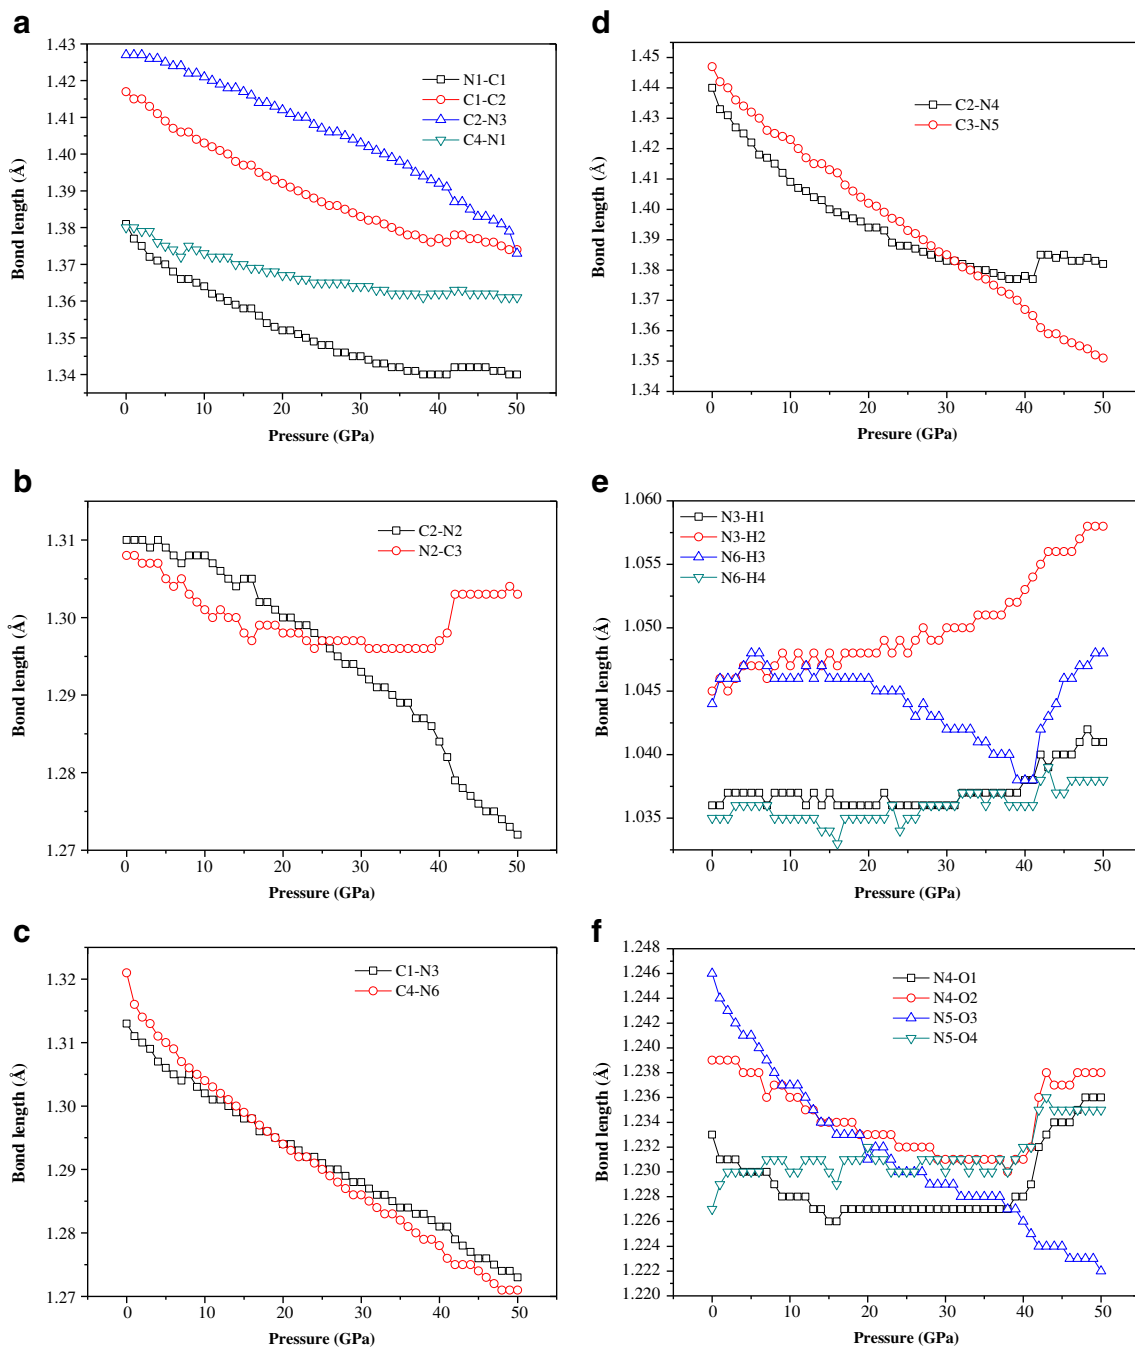 a
1.43
1.42
1.41
1.40
1.39
1.38
1.37
1.36
1.35
1.34
Bond length (Å)
N1-C1
C1-C2
C2-N3
C4-N1
0 10 20 30 40 50
Pressure (GPa)
d
1.45
1.44
1.43
1.42
1.41
1.40
1.39
1.38
1.37
1.36
1.35
1.34
Bond length (Å)
C2-N4
C3-N5
0 10 20 30 40 50
Presure (GPa)
b
1.31
1.30
1.29
1.28
1.27
Bond length (Å)
C2-N2
N2-C3
0 10 20 30 40 50
Pressure (GPa)
e
1.060
1.055
1.050
1.045
1.040
1.035
Bond length (Å)
N3-H1
N3-H2
N6-H3
N6-H4
0 10 20 30 40 50
Pressure (GPa)
c
1.32
1.31
1.30
1.29
1.28
1.27
Bond length (Å)
C1-N3
C4-N6
0 10 20 30 40 50
Pressure (GPa)
f
1.248
1.246
1.244
1.242
1.240
1.238
1.236
1.234
1.232
1.230
1.228
1.226
1.224
1.222
1.220
Bond length (Å)
N4-O1
N4-O2
N5-O3
N5-O4
0 10 20 30 40 50
Pressure (GPa)